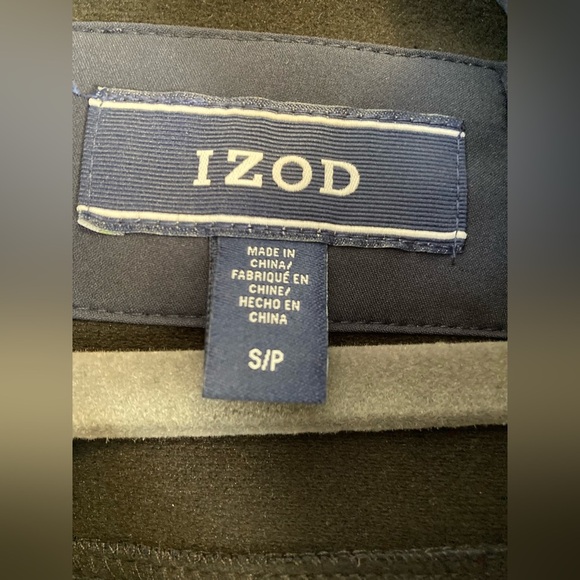 IZOD
MADE IN
CHINA/
FABRIQUÉ EN
CHINE/
HECHO EN
CHINA
S/P